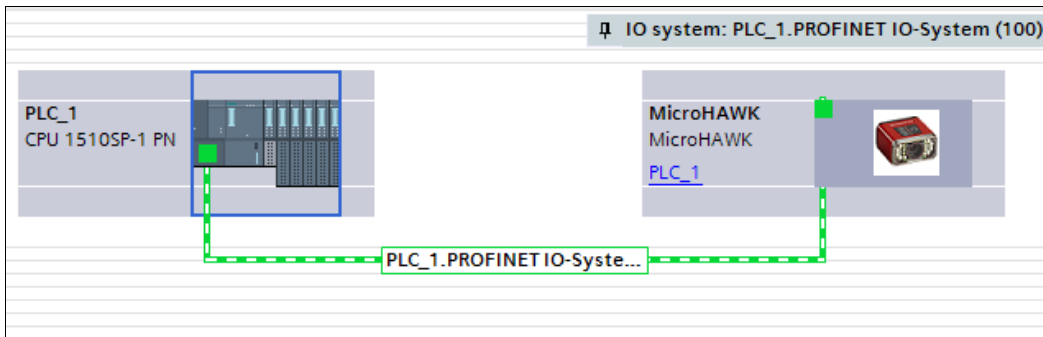 IO system: PLC_1.PROFINET IO-System (100)
PLC_1
CPU 1510SP-1 PN
MicroHAWK
MicroHAWK
PLC_1
PLC_1.PROFINET IO-Syste...